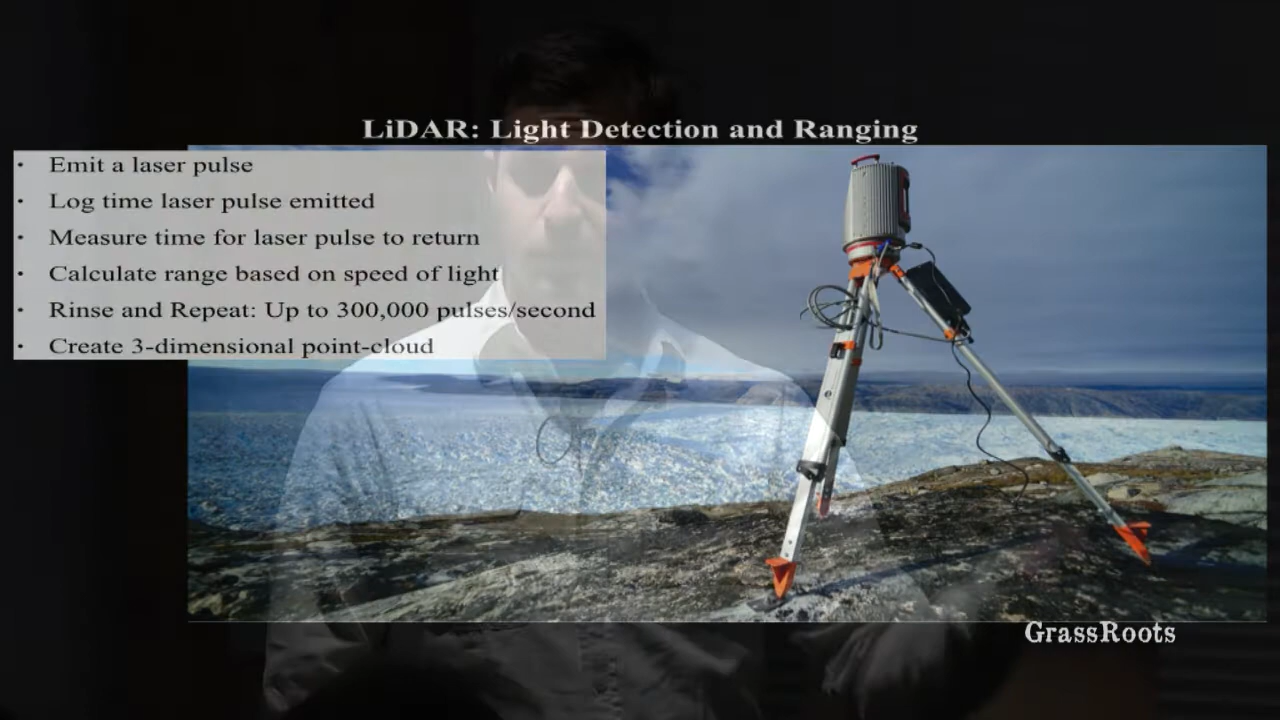 LiDAR: Light Detection and Ranging
• Emit a laser pulse
• Log time laser pulse emitted
• Measure time for laser pulse to return
• Calculate range based on speed of light
• Rinse and Repeat: Up to 300,000 pulses/second
• Create 3-dimensional point-cloud
GrassRoots